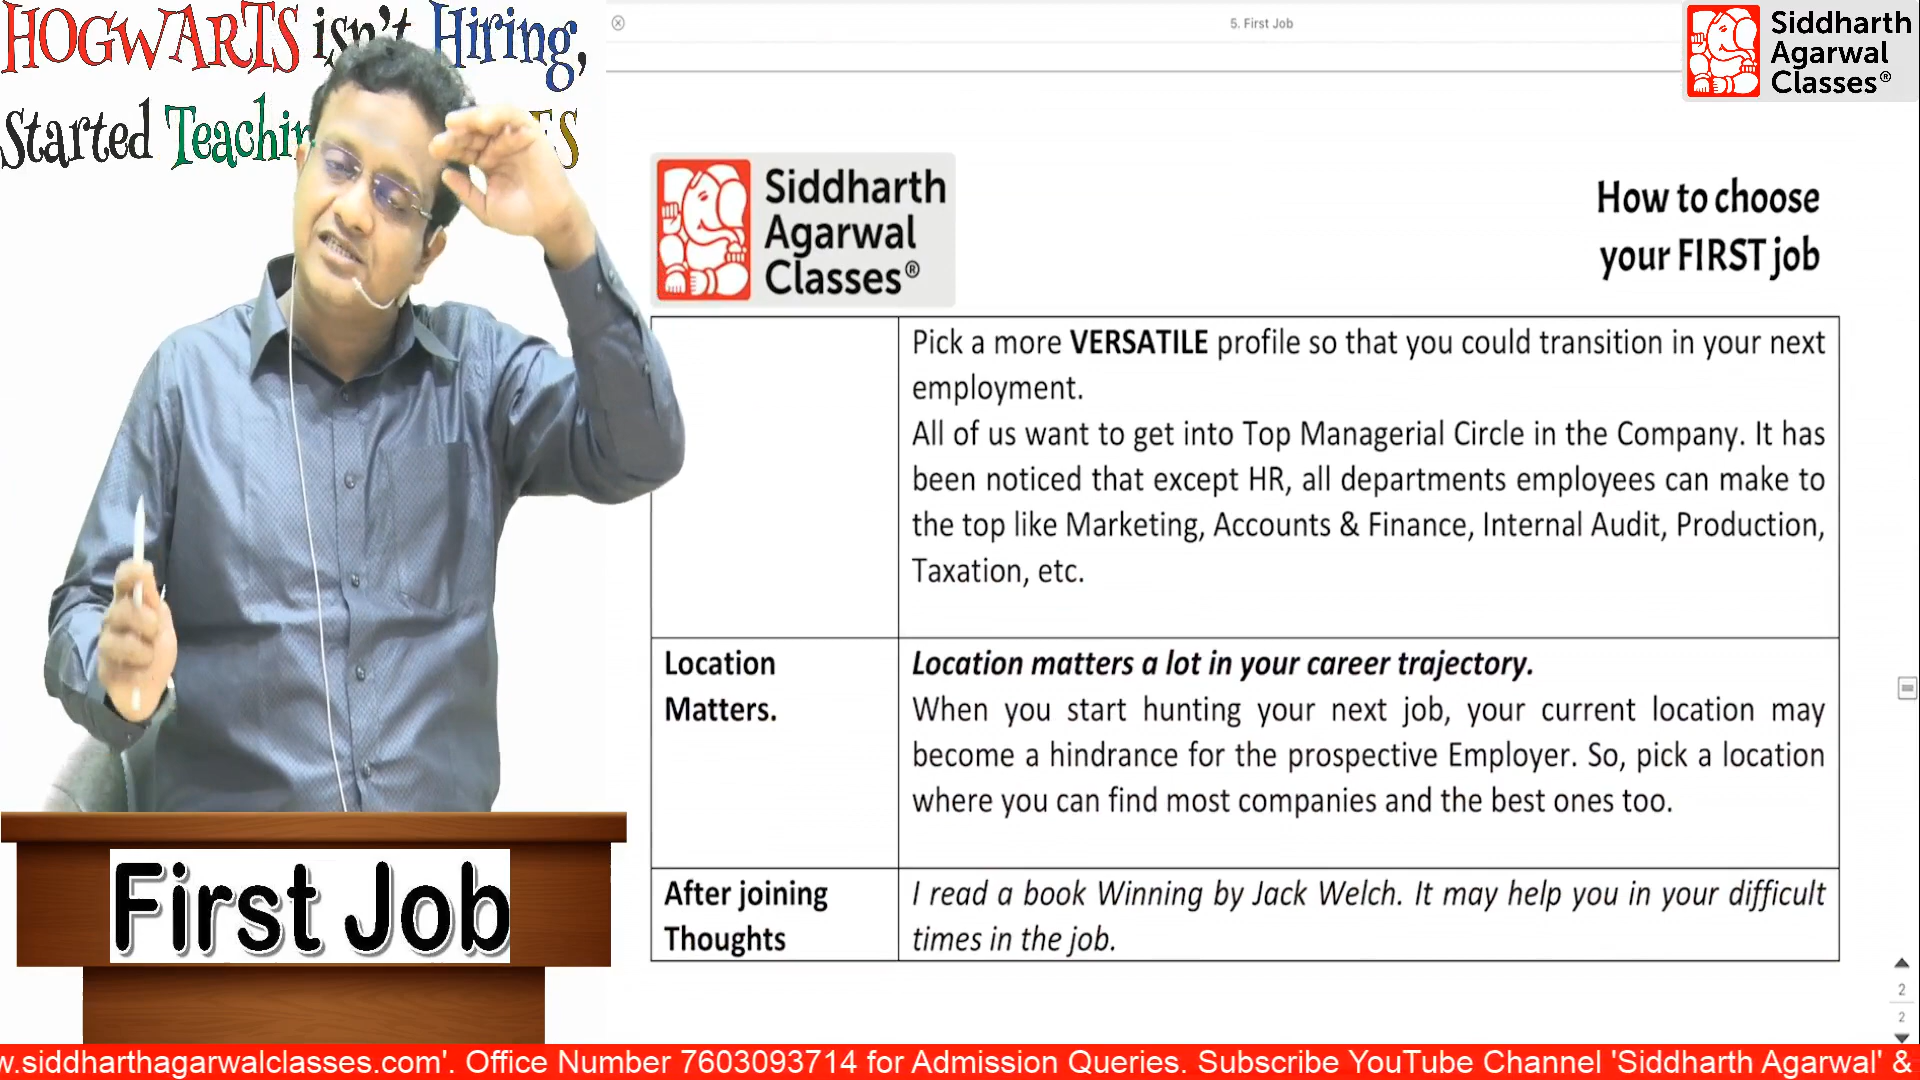 HOGWARTS isn't Hiring,
Started Teachin
5. First Job
Siddharth
Agarwal
Classes®
Siddharth
Agarwal
Classes®
How to choose
your FIRST job
Pick a more VERSATILE profile so that you could transition in your next
employment.
All of us want to get into Top Managerial Circle in the Company. It has
been noticed that except HR, all departments employees can make to
the top like Marketing, Accounts & Finance, Internal Audit, Production,
Taxation, etc.
Location
Matters.
Location matters a lot in your career trajectory.
When you start hunting your next job, your current location may
become a hindrance for the prospective Employer. So, pick a location
where you can find most companies and the best ones too.
After joining
Thoughts
I read a book Winning by Jack Welch. It may help you in your difficult
times in the job.
First Job
2
2
w.siddharthagarwalclasses.com'. Office Number 7603093714 for Admission Queries. Subscribe YouTube Channel 'Siddharth Agarwal' &